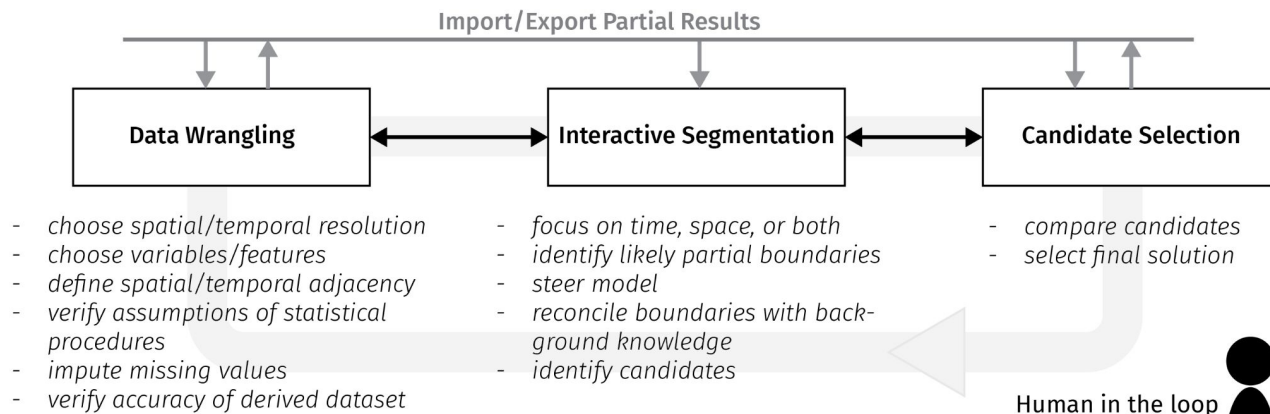 Import/Export Partial Results
Data Wrangling
Interactive Segmentation
Candidate Selection
- choose spatial/temporal resolution
- choose variables/features
- define spatial/temporal adjacency
- verify assumptions of statistical
procedures
- impute missing values
- verify accuracy of derived dataset
- focus on time, space, or both
- identify likely partial boundaries
- steer model
- reconcile boundaries with back-
ground knowledge
- identify candidates
- compare candidates
- select final solution
Human in the loop